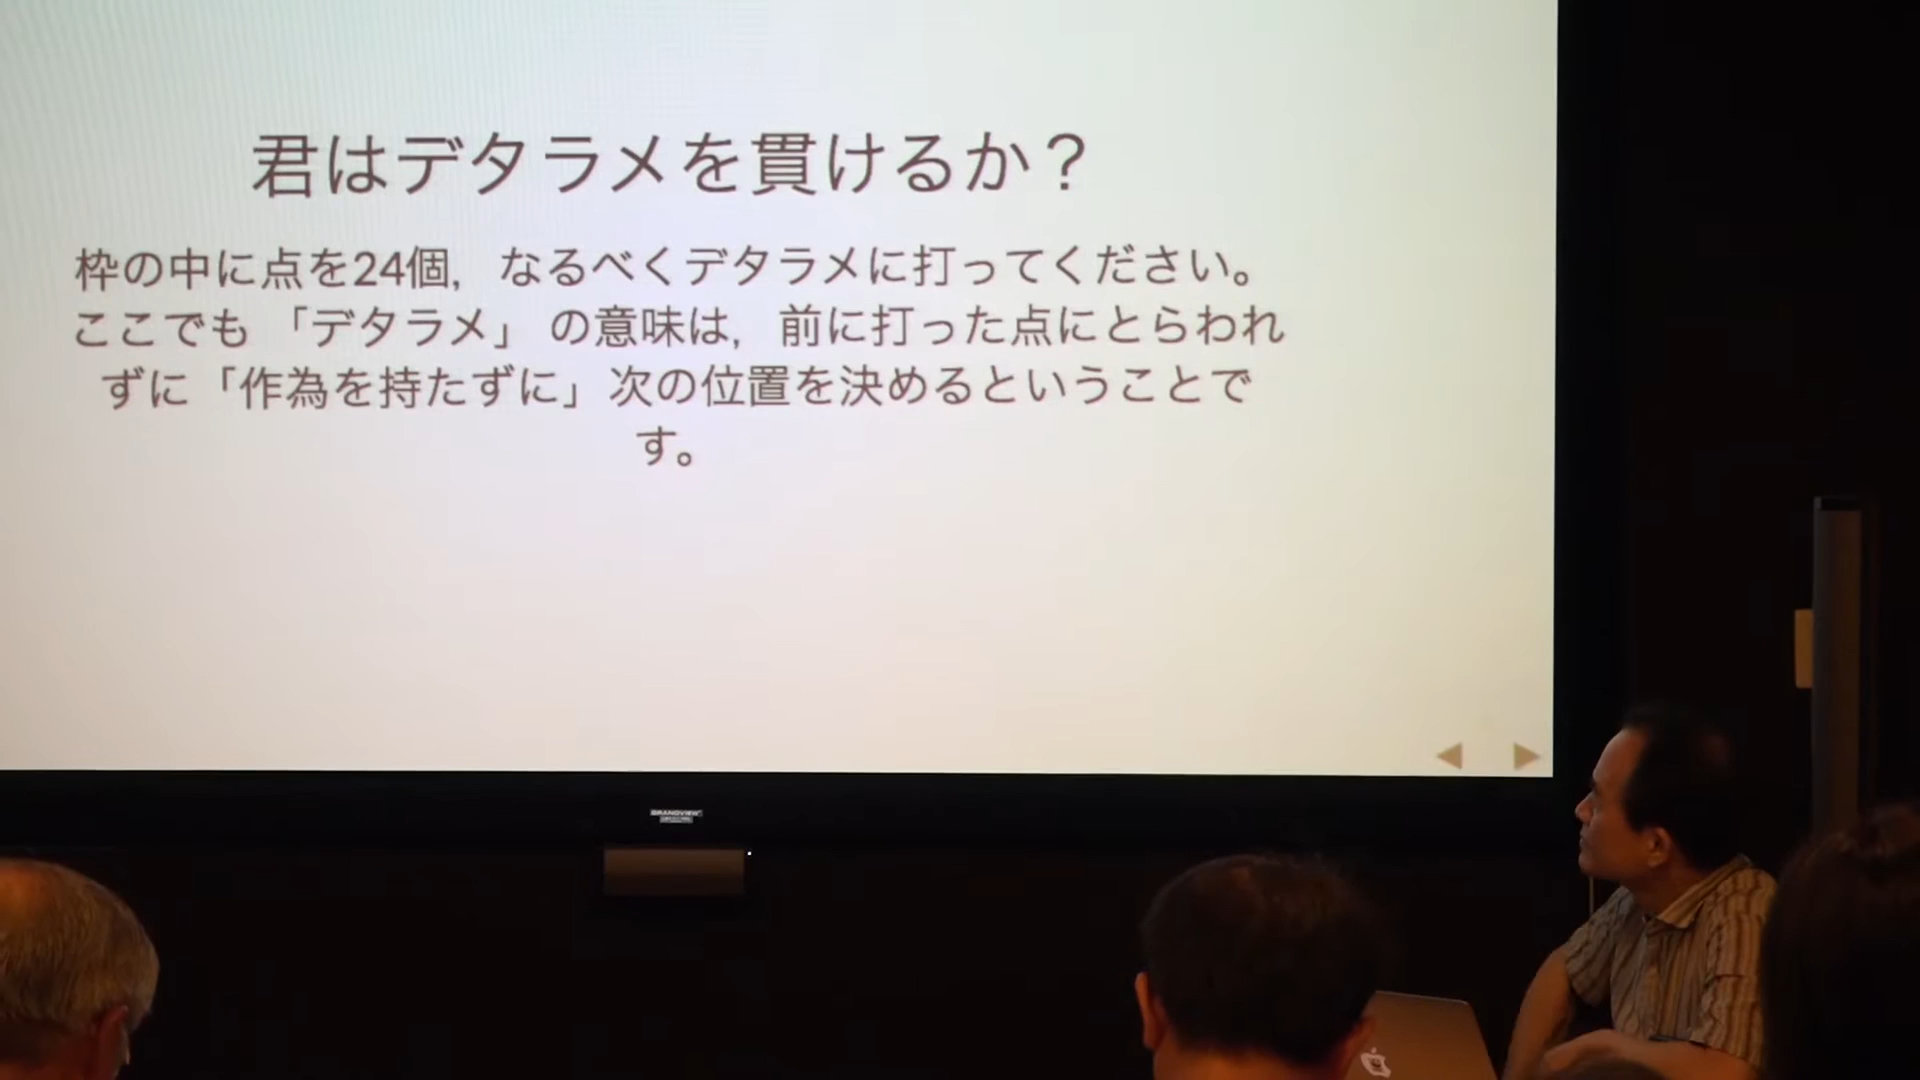 君はデタラメを貫けるか？
枠の中に点を24個，なるべくデタラメに打ってください。
ここでも「デタラメ」の意味は，前に打った点にとらわれ
ずに「作為を持たずに」次の位置を決めるということで
す。
GRANDVIEW